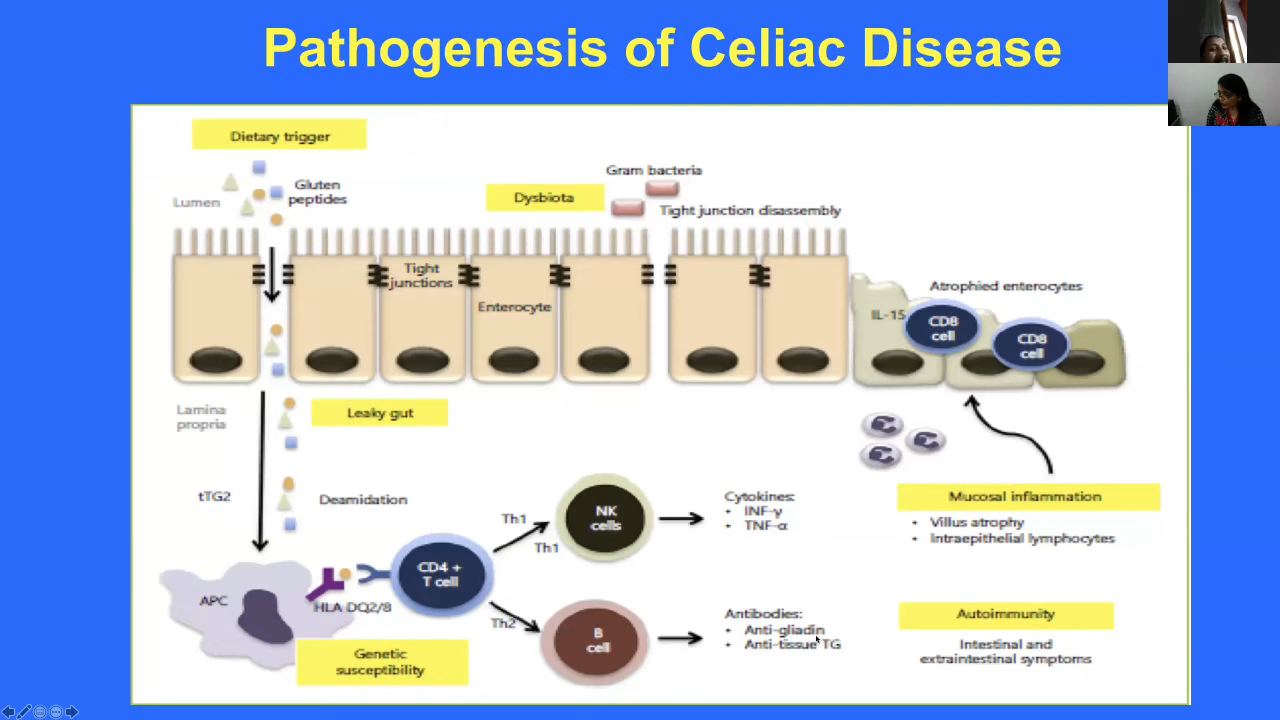 Pathogenesis of Celiac Disease
Dietary trigger
Gram bacteria
Gluten
peptides
Lumen
Dysbiota
Tight junction disassembly
Tight
junctions
Enterocyte
Atrophied enterocytes
IL-15
CD8
cell
CD8
cell
Lamina
propria
Leaky gut
tTG2
Deamidation
Th1
Th1
NK
cells
Cytokines:
• INF-γ
• TNF-α
Mucosal inflammation
• Villus atrophy
• Intraepithelial lymphocytes
APC
HLA DQ2/8
CD4 +
T cell
Th2
B
cell
Antibodies:
• Anti-gliadin
• Anti-tissue TG
Autoimmunity
Intestinal and
extraintestinal symptoms
Genetic
susceptibility